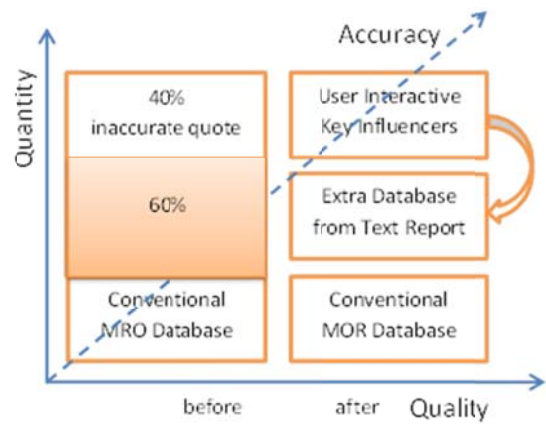 Accuracy
Quantity
40%
inaccurate quote
60%
Conventional
MRO Database
User Interactive
Key Influencers
Extra Database
from Text Report
Conventional
MOR Database
before
after
Quality